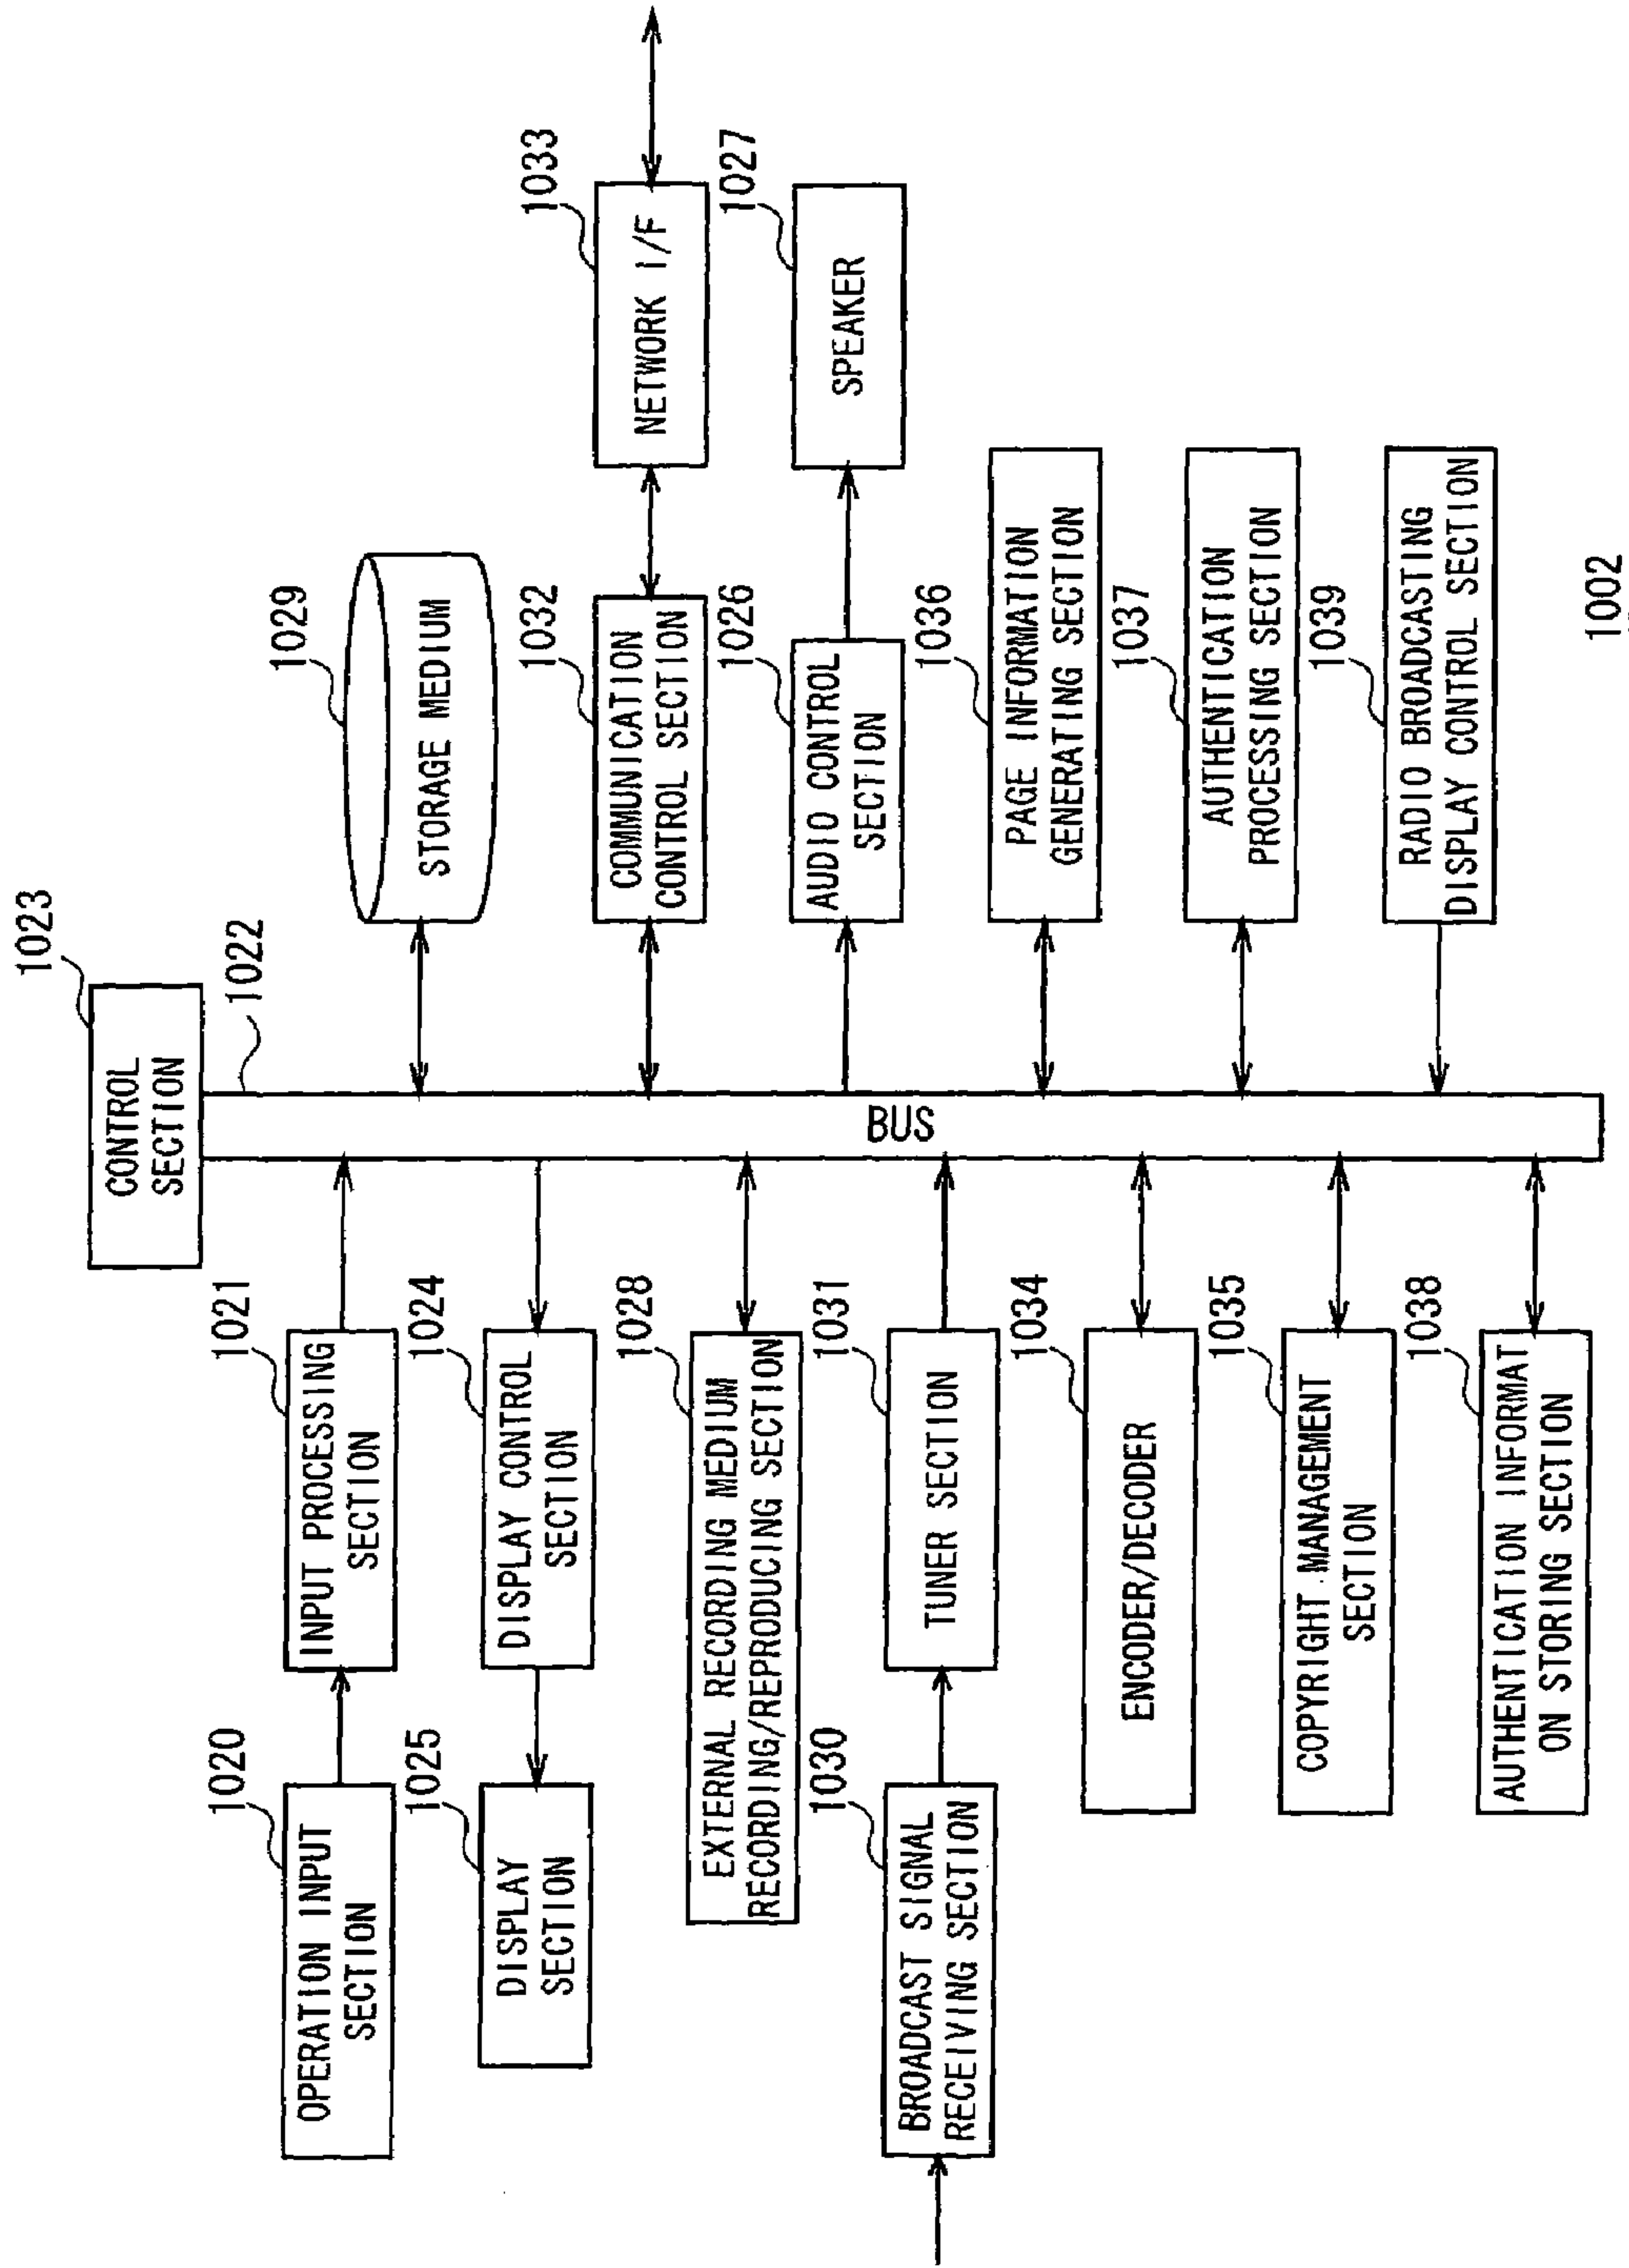 1023
CONTROL
SECTION
1022
BUS
1020
OPERATION INPUT
SECTION
1021
INPUT PROCESSING
SECTION
1029
STORAGE MEDIUM
1025
DISPLAY
SECTION
1024
DISPLAY CONTROL
SECTION
1032
COMMUNICATION
CONTROL SECTION
1033
NETWORK I/F
1028
EXTERNAL RECORDING MEDIUM
RECORDING/REPRODUCING SECTION
1026
AUDIO CONTROL
SECTION
1027
SPEAKER
1030
BROADCAST SIGNAL
RECEIVING SECTION
1031
TUNER SECTION
1036
PAGE INFORMATION
GENERATING SECTION
1034
ENCODER/DECODER
1037
AUTHENTICATION
PROCESSING SECTION
1035
COPYRIGHT MANAGEMENT
SECTION
1039
RADIO BROADCASTING
DISPLAY CONTROL SECTION
1038
AUTHENTICATION INFORMAT
ON STORING SECTION
1002